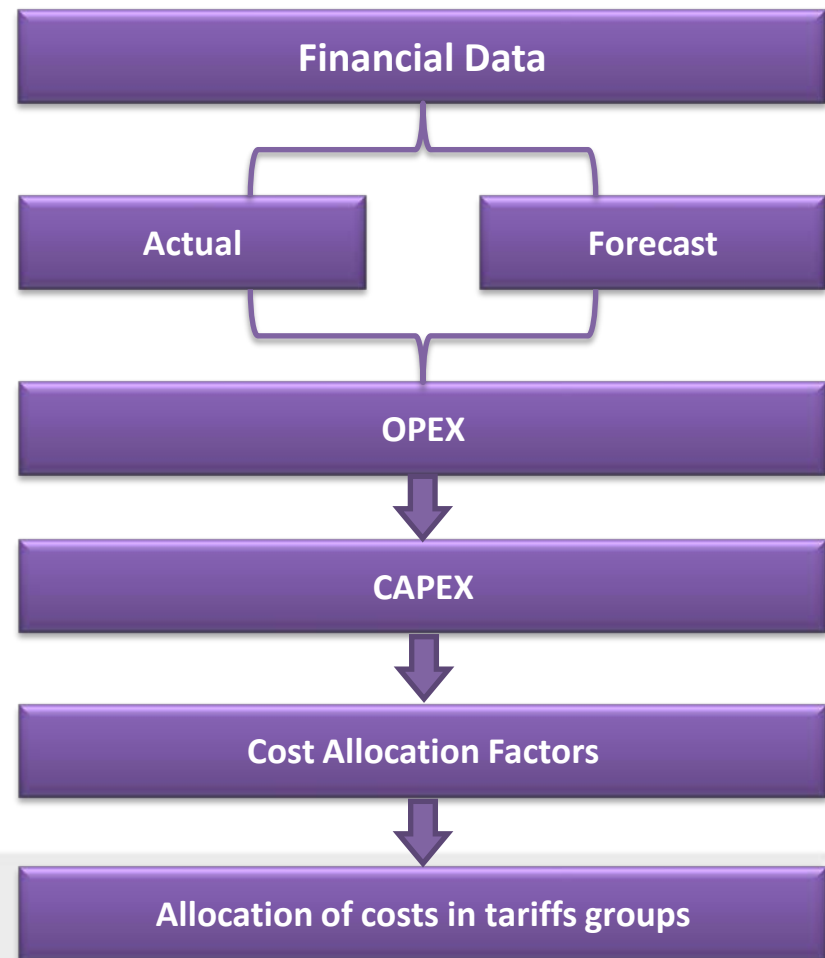 Financial Data
Actual
Forecast
OPEX
CAPEX
Cost Allocation Factors
Allocation of costs in tariffs groups